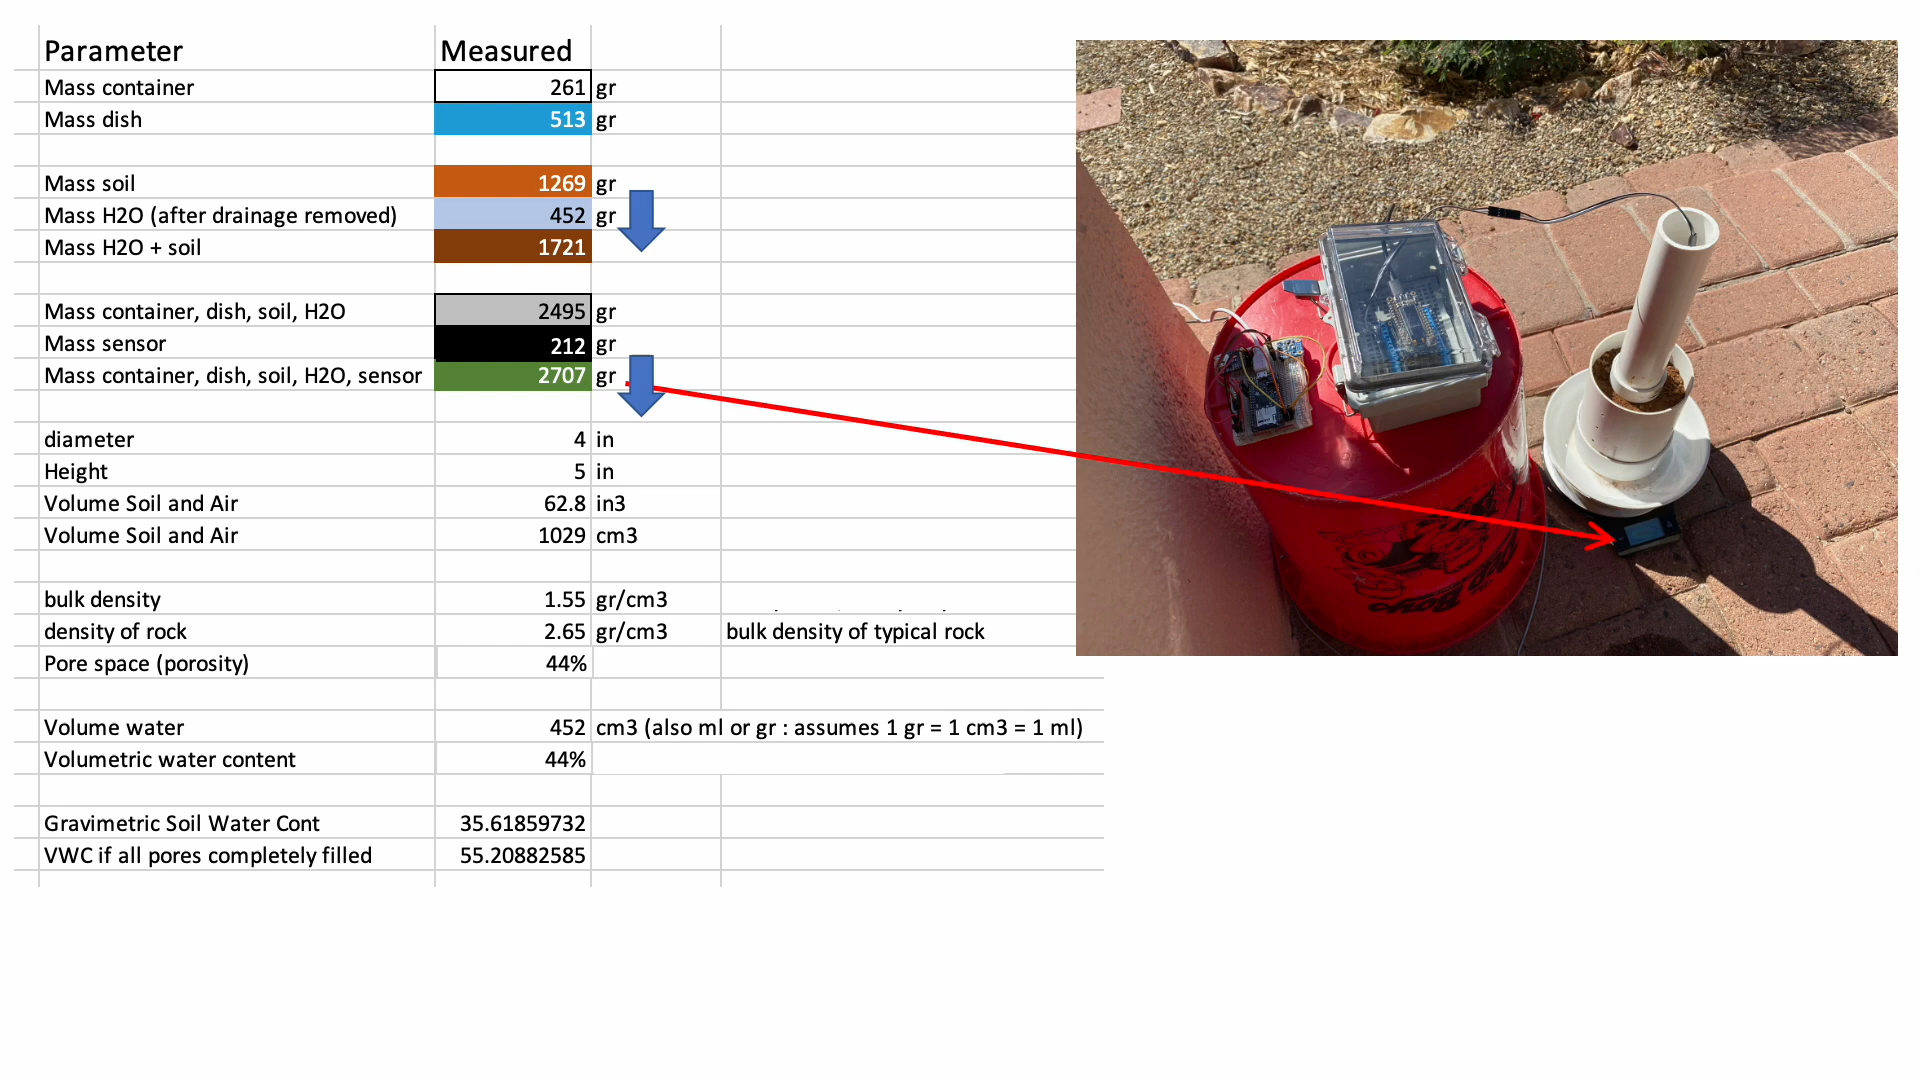 Parameter Measured
Mass container 261 gr
Mass dish 513 gr
Mass soil 1269 gr
Mass H2O (after drainage removed) 452 gr
Mass H2O + soil 1721
Mass container, dish, soil, H2O 2495 gr
Mass sensor 212 gr
Mass container, dish, soil, H2O, sensor 2707 gr
diameter 4 in
Height 5 in
Volume Soil and Air 62.8 in3
Volume Soil and Air 1029 cm3
bulk density 1.55 gr/cm3
density of rock 2.65 gr/cm3 bulk density of typical rock
Pore space (porosity) 44%
Volume water 452 cm3 (also ml or gr : assumes 1 gr = 1 cm3 = 1 ml)
Volumetric water content 44%
Gravimetric Soil Water Cont 35.61859732
VWC if all pores completely filled 55.20882585